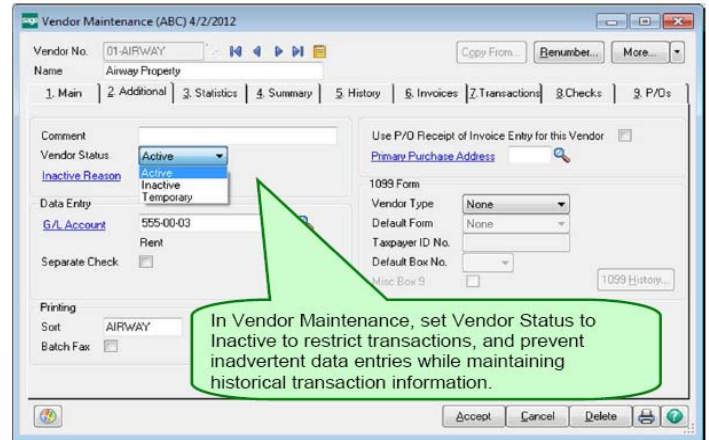 sage Vendor Maintenance (ABC) 4/2/2012
Vendor No. 01-AIRWAY Copy From... Renumber... More...
Name Airway Property
1. Main 2. Additional 3. Statistics 4. Summary 5. History 6. Invoices 7.Transactions 8.Checks 9. P/Os
Comment
Vendor Status Active
Active
Inactive
Temporary
Inactive Reason
Data Entry
G/L Account 555-00-03
Rent
Separate Check
Printing
Sort AIRWAY
Batch Fax
Use P/O Receipt of Invoice Entry for this Vendor
Primary Purchase Address
1099 Form
Vendor Type None
Default Form None
Taxpayer ID No.
Default Box No.
Misc Box 9
1099 History...
In Vendor Maintenance, set Vendor Status to
Inactive to restrict transactions, and prevent
inadvertent data entries while maintaining
historical transaction information.
Accept Cancel Delete